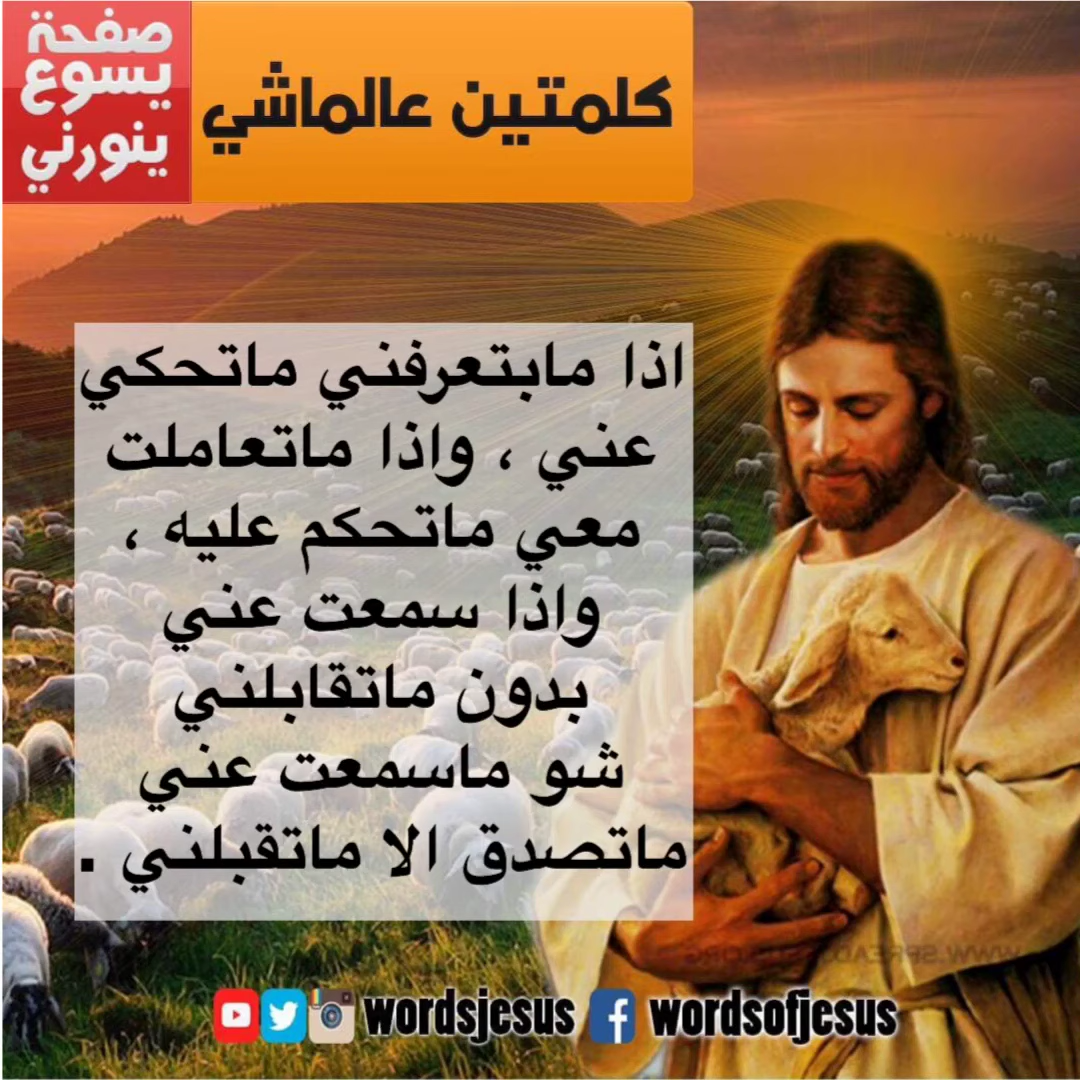 صفحة
يسوع
ينورني
كلمتين عالماشي
اذا مابتعرفني ماتحكي
عني ، واذا ماتعاملت
معي ماتحكم عليه ،
واذا سمعت عني
بدون ماتقابلني
شو ماسمعت عني
ماتصدق الا ماتقبلني .
wordsjesus wordsofjesus